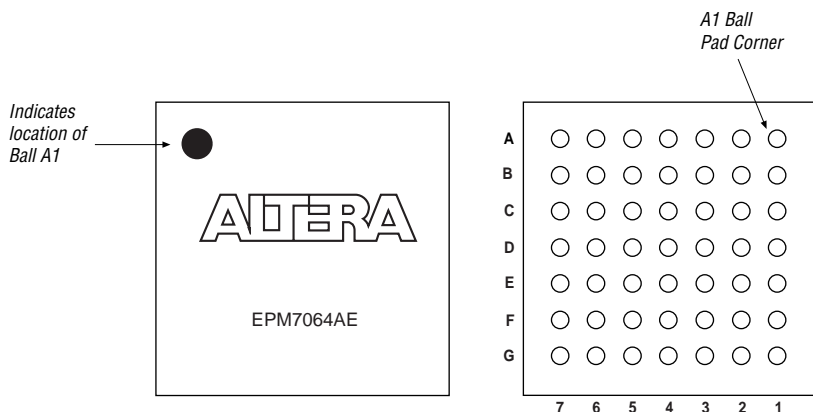 A1 Ball
Pad Corner
Indicates
location of
Ball A1
ALTERA
EPM7064AE
A
B
C
D
E
F
G
7 6 5 4 3 2 1